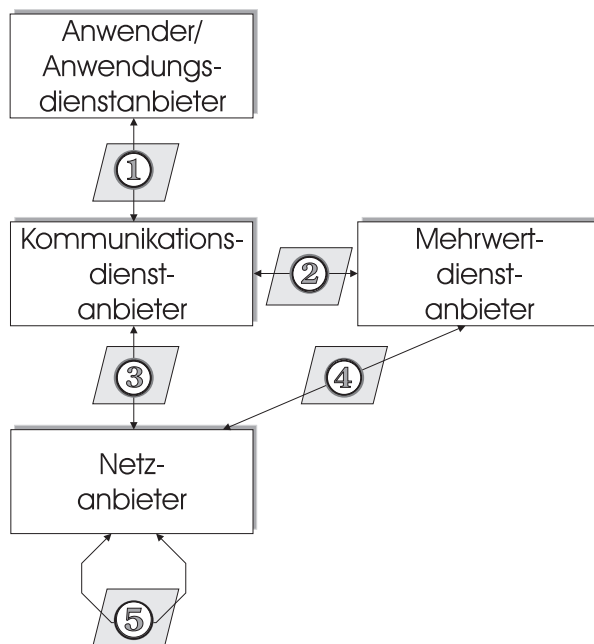 Anwender/
Anwendungs-
dienstanbieter
1
Kommunikations-
dienst-
anbieter
2
Mehrwert-
dienst-
anbieter
3
4
Netz-
anbieter
5